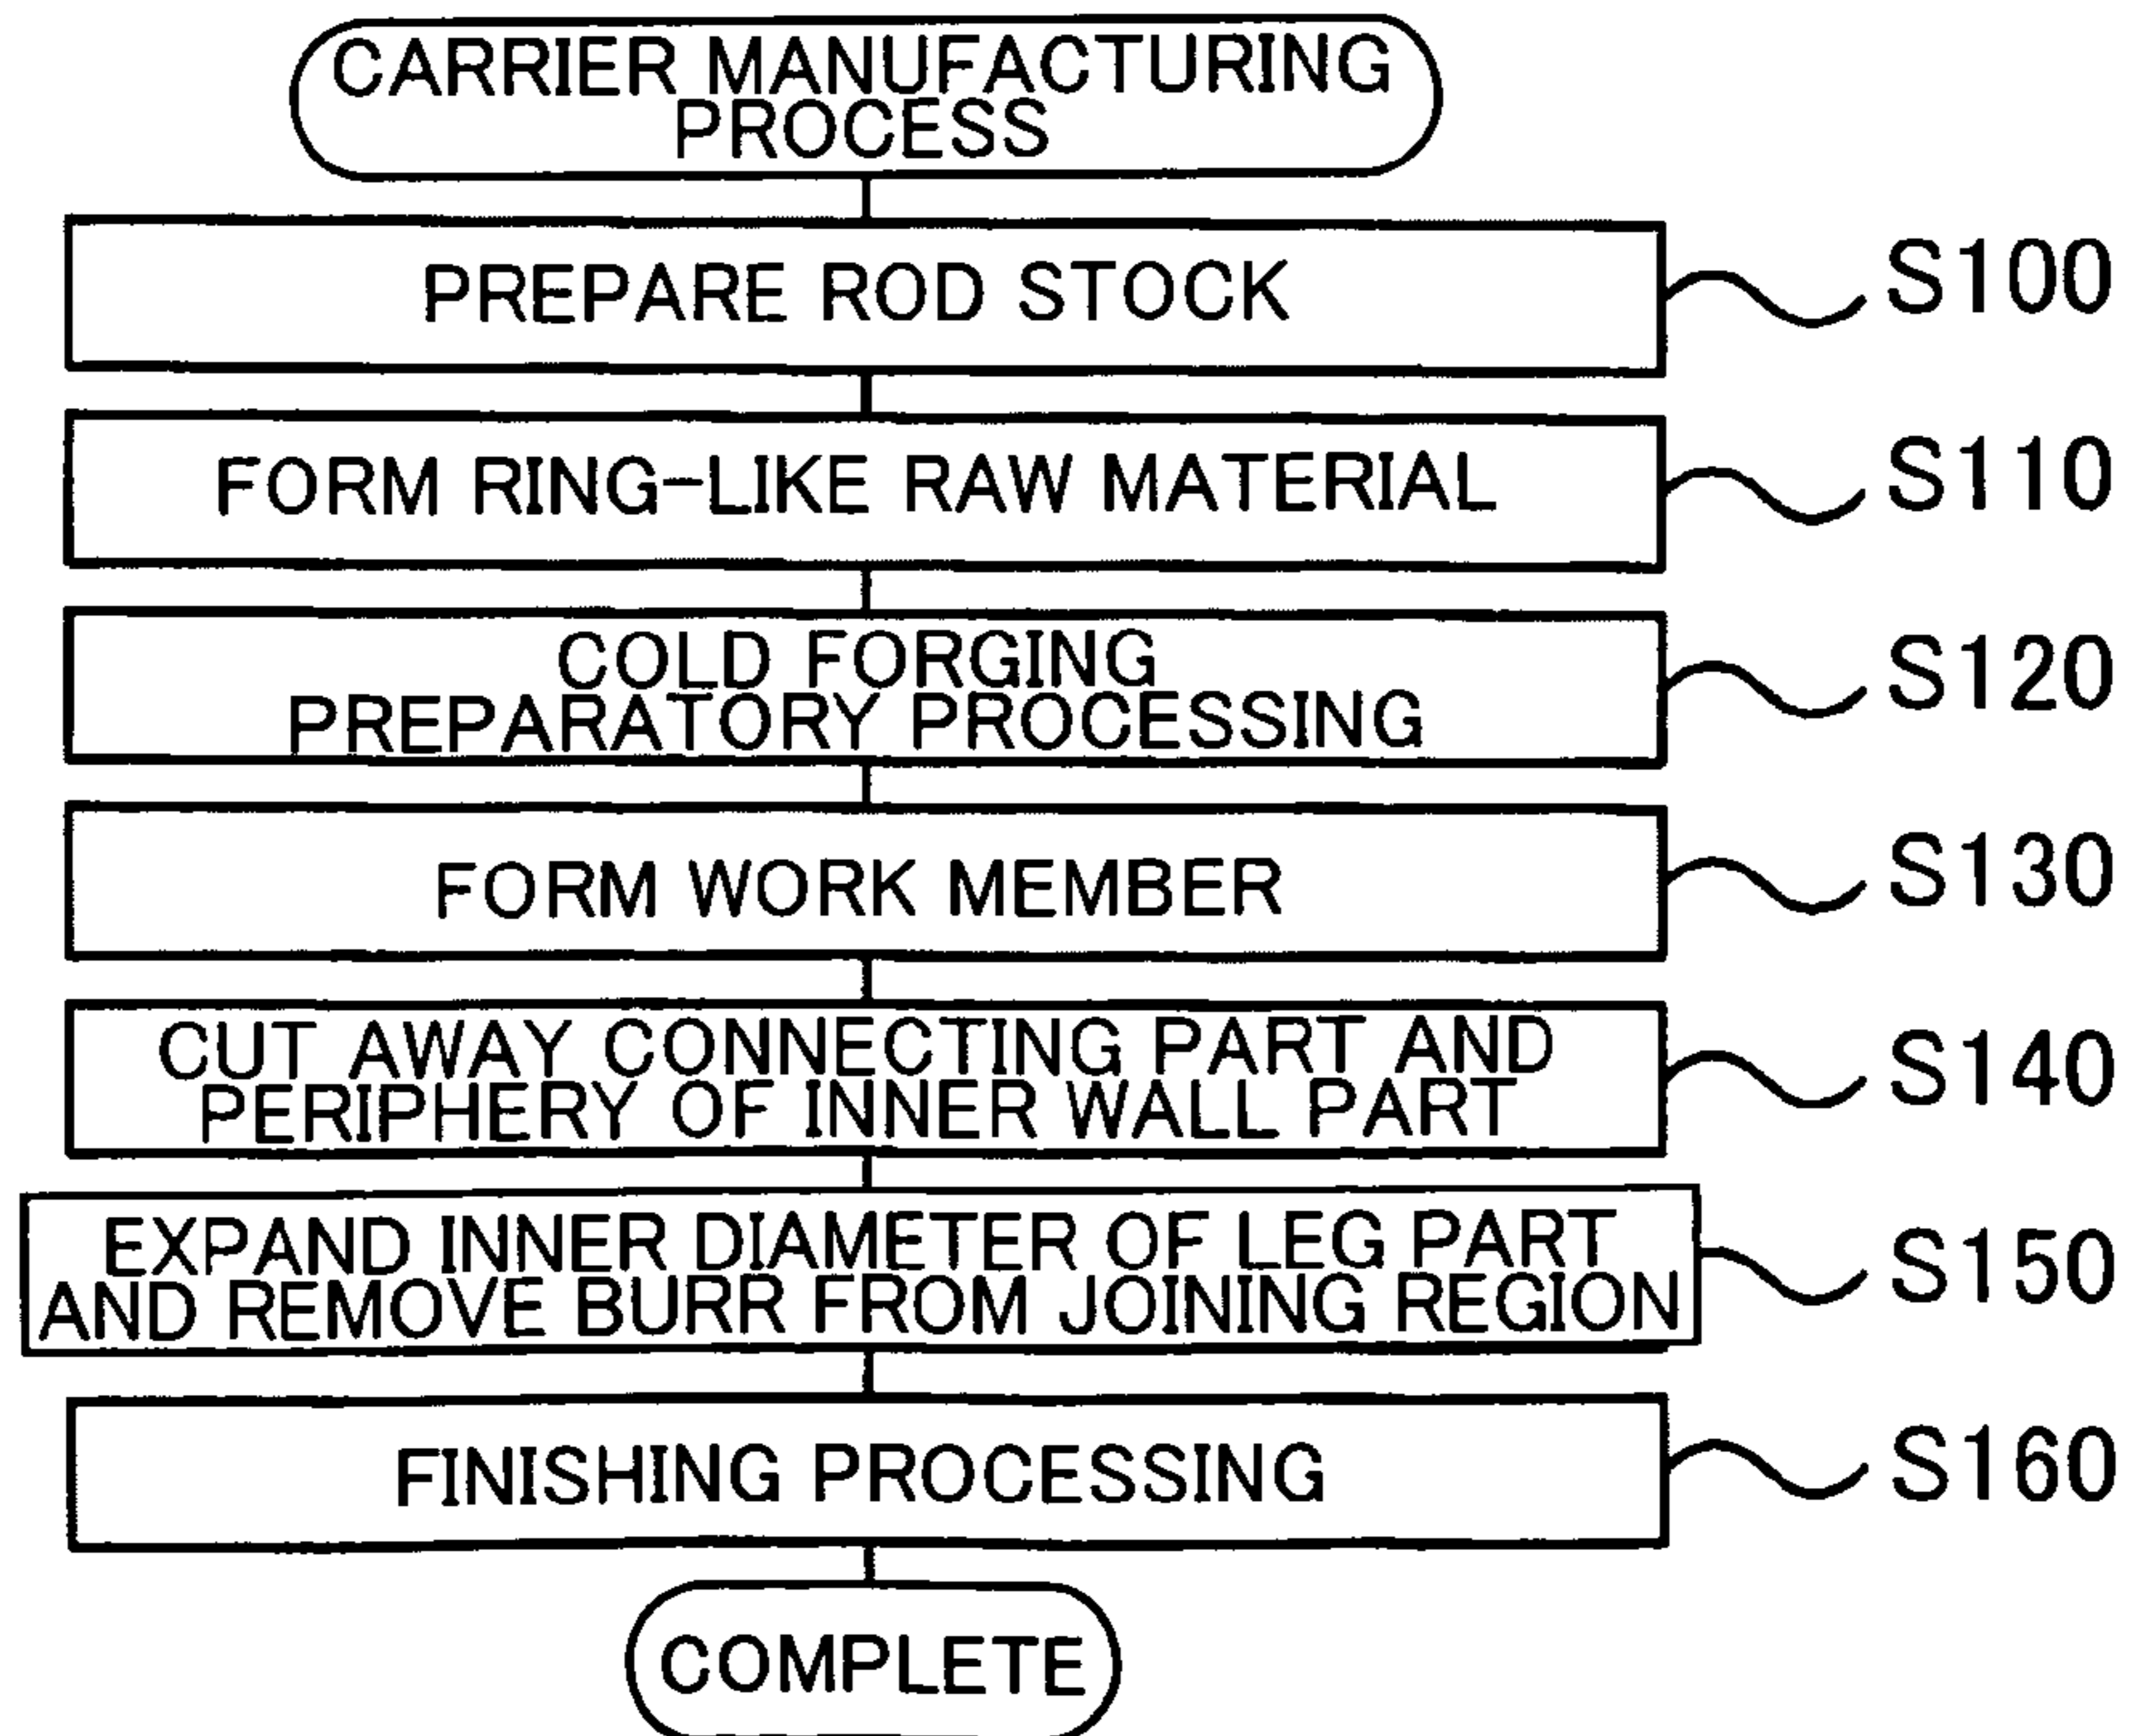 CARRIER MANUFACTURING
PROCESS
PREPARE ROD STOCK
S100
FORM RING-LIKE RAW MATERIAL
S110
COLD FORGING
PREPARATORY PROCESSING
S120
FORM WORK MEMBER
S130
CUT AWAY CONNECTING PART AND
PERIPHERY OF INNER WALL PART
S140
EXPAND INNER DIAMETER OF LEG PART
AND REMOVE BURR FROM JOINING REGION
S150
FINISHING PROCESSING
S160
COMPLETE